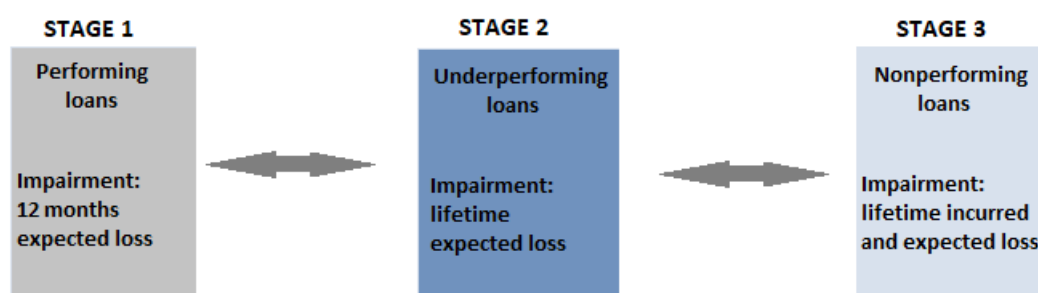 STAGE 1
Performing
loans
Impairment:
12 months
expected loss
STAGE 2
Underperforming
loans
Impairment:
lifetime
expected loss
STAGE 3
Nonperforming
loans
Impairment:
lifetime incurred
and expected loss